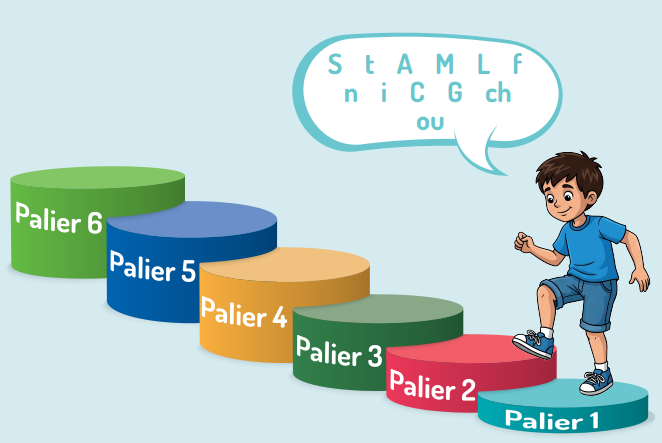 S t A M L f
n i C G ch
ou
Palier 6
Palier 5
Palier 4
Palier 3
Palier 2
Palier 1